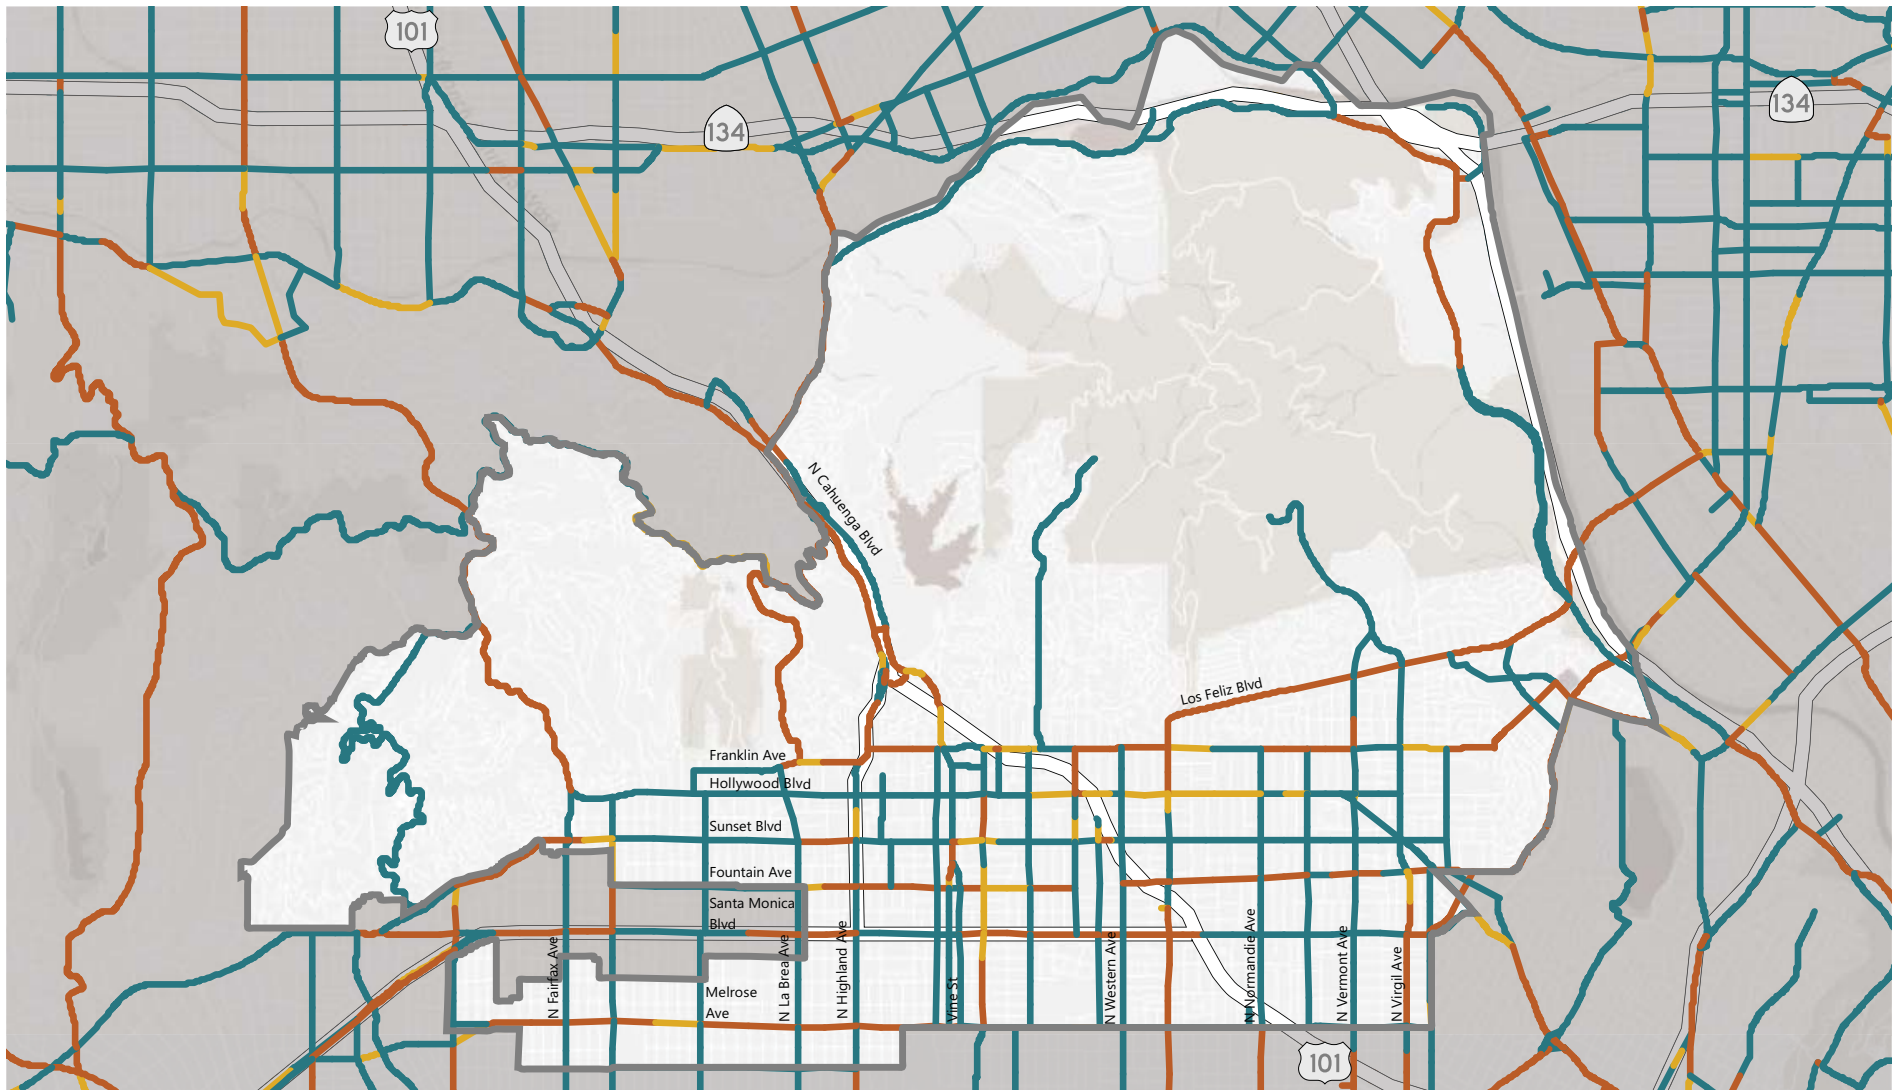 101
134
134
N Cahuenga Blvd
Los Feliz Blvd
Franklin Ave
Hollywood Blvd
Sunset Blvd
Fountain Ave
Santa Monica
Blvd
N Fairfax Ave
N La Brea Ave
N Highland Ave
Vine St
N Western Ave
N Normandie Ave
N Vermont Ave
N Virgil Ave
Melrose
Ave
101